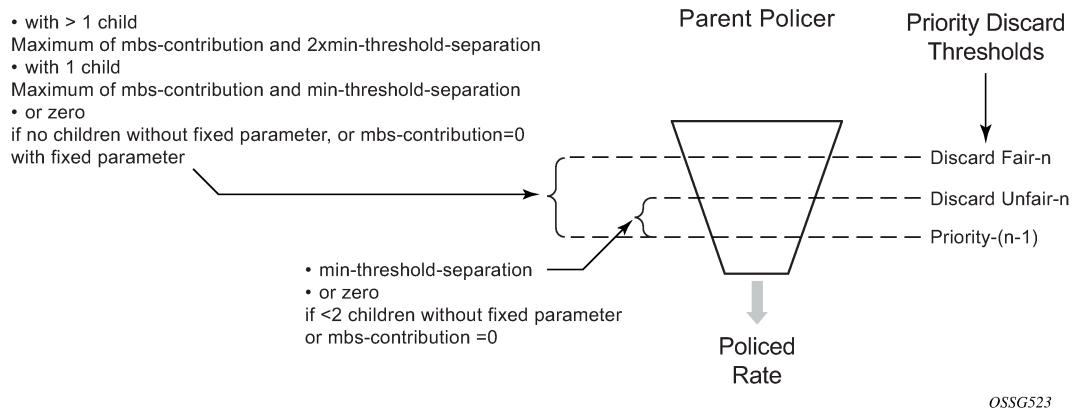 • with > 1 child
Maximum of mbs-contribution and 2xmin-threshold-separation
• with 1 child
Maximum of mbs-contribution and min-threshold-separation
• or zero
if no children without fixed parameter, or mbs-contribution=0
with fixed parameter
Parent Policer
Priority Discard
Thresholds
Discard Fair-n
Discard Unfair-n
Priority-(n-1)
• min-threshold-separation
• or zero
if <2 children without fixed parameter
or mbs-contribution =0
Policed
Rate
OSSG523